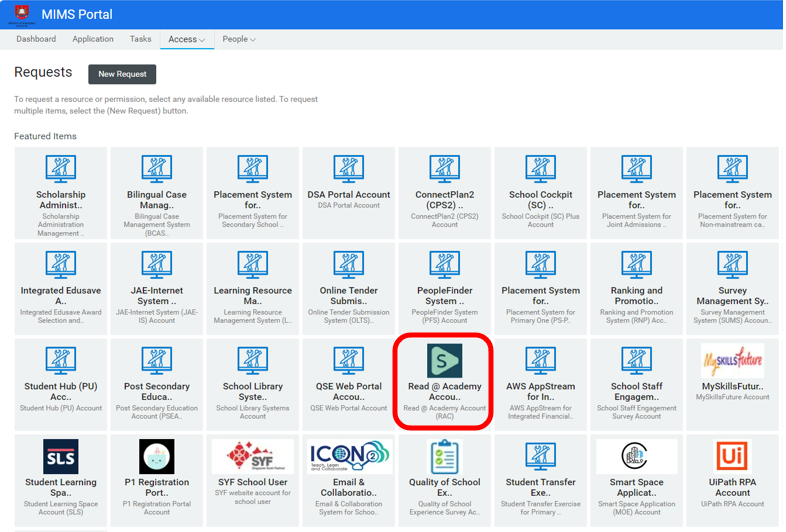 MIMS Portal
Dashboard Application Tasks Access People
Requests New Request
To request a resource or permission, select any available resource listed. To request
multiple items, select the (New Request) button.
Featured Items
Scholarship
Administ..
Scholarship
Administration
Management ..
Bilingual Case
Manag..
Bilingual Case
Management System
(BCAS..
Placement System
for..
Placement System for
Secondary School ..
DSA Portal Account
DSA Portal Account
ConnectPlan2
(CPS2) ..
ConnectPlan2 (CPS2)
Account
School Cockpit
(SC) ..
School Cockpit (SC) Plus
Account
Placement System
for..
Placement System for
Joint Admissions ..
Placement System
for..
Placement System for
Non-mainstream ca..
Integrated Edusave
A..
Integrated Edusave Award
Selection and..
JAE-Internet
System ..
JAE-Internet System (JAE-
IS) Account
Learning Resource
Ma..
Learning Resource
Management System (L..
Online Tender
Submis..
Online Tender Submission
System (OLTS)..
PeopleFinder
System ..
PeopleFinder System
(PFS) Account
Placement System
for..
Placement System for
Primary One (PS-P..
Ranking and
Promotio..
Ranking and Promotion
System (RNP) Acc..
Survey
Management Sy..
Survey Management
System (SUMS) Accoun..
Student Hub (PU)
Acc..
Student Hub (PU) Account
Post Secondary
Educa..
Post Secondary Education
Account (PSEA..
School Library
Syste..
School Library Systems
Account
QSE Web Portal
Accou..
QSE Web Portal Account
Read @ Academy
Accou..
Read @ Academy Account
(RAC)
AWS AppStream
for In..
AWS AppStream for
Integrated Financial..
School Staff
Engagem..
School Staff Engagement
Survey Account
MySKILLSFuture
MySkillsFutur..
MySkillsFuture Account
SLS
Student Learning
Spa..
Student Learning Space
Account (SLS)
P1 Registration
Port..
P1 Registration Portal
Account
SYF
SYF School User
SYF website account for
school user
ICON2
Teach, Learn
and Collaborate
Email &
Collaboratio..
Email & Collaboration
System for Schoo..
Quality of School
Ex..
Quality of School
Experience Survey Ac..
Student Transfer
Exe..
Student Transfer Exercise
for Primary ..
Smart Space
Applicat..
Smart Space Application
(MOE) Account
Ui
UiPath RPA
Account
UiPath RPA Account